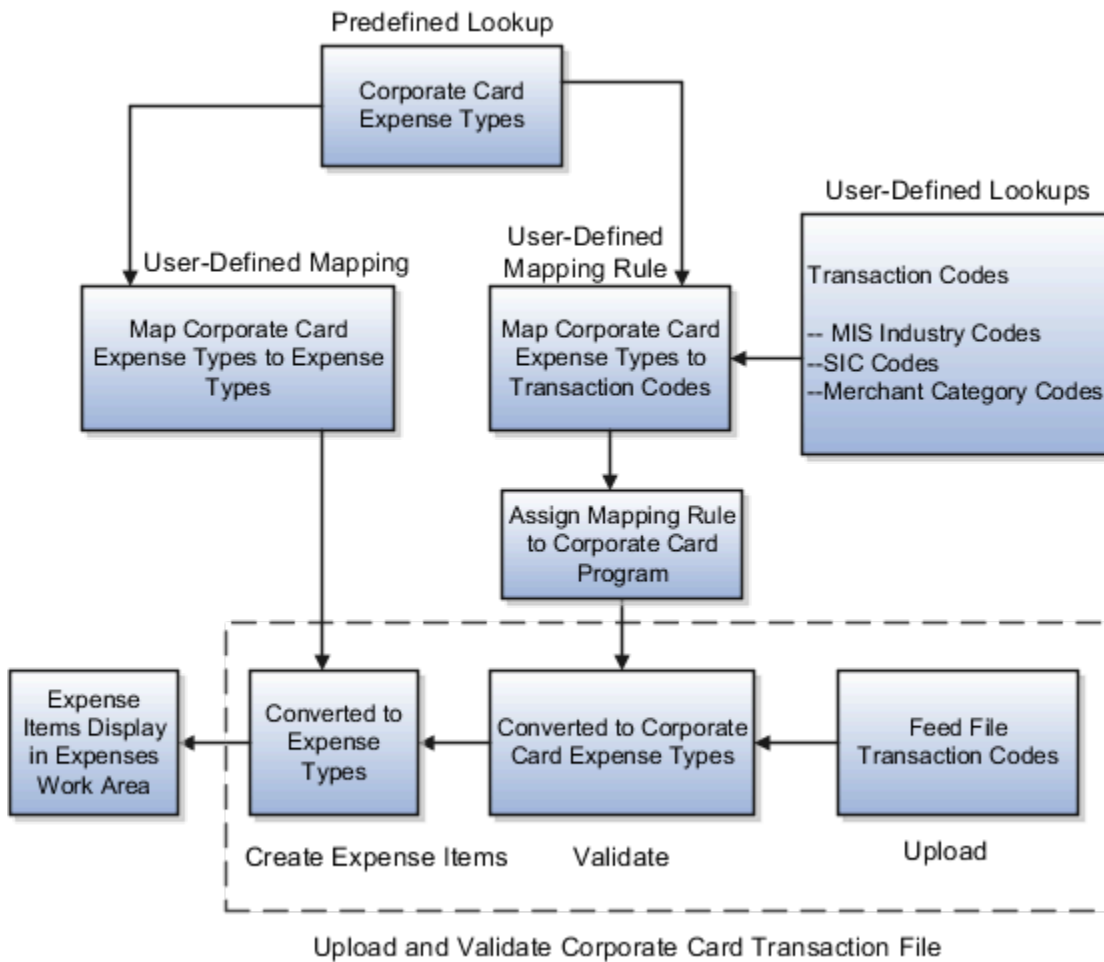 Predefined Lookup
Corporate Card
Expense Types
User-Defined Lookups
Transaction Codes
-- MIS Industry Codes
--SIC Codes
--Merchant Category Codes
User-Defined Mapping
Map Corporate Card
Expense Types to Expense
Types
User-Defined
Mapping Rule
Map Corporate Card
Expense Types to
Transaction Codes
Assign Mapping Rule
to Corporate Card
Program
Expense
Items Display
in Expenses
Work Area
Converted to
Expense
Types
Converted to Corporate
Card Expense Types
Feed File
Transaction Codes
Create Expense Items
Validate
Upload
Upload and Validate Corporate Card Transaction File